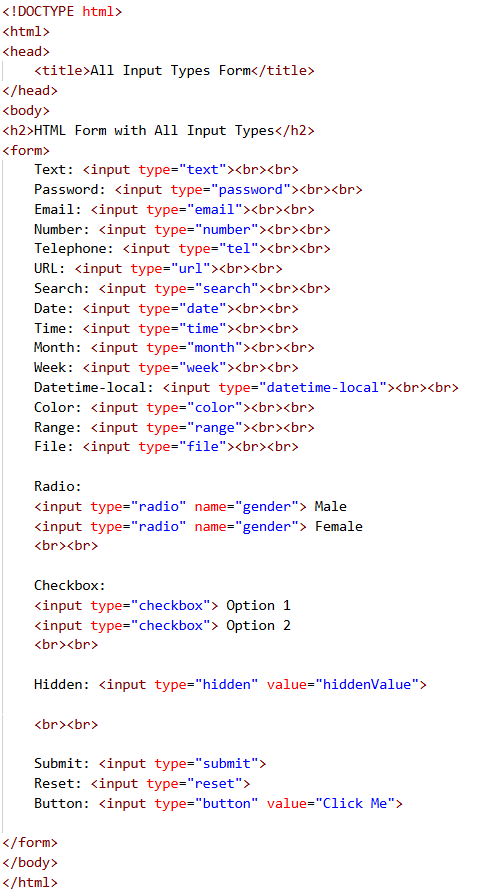 <!DOCTYPE html>
<html>
<head>
    <title>All Input Types Form</title>
</head>
<body>
<h2>HTML Form with All Input Types</h2>
<form>
    Text: <input type="text"><br><br>
    Password: <input type="password"><br><br>
    Email: <input type="email"><br><br>
    Number: <input type="number"><br><br>
    Telephone: <input type="tel"><br><br>
    URL: <input type="url"><br><br>
    Search: <input type="search"><br><br>
    Date: <input type="date"><br><br>
    Time: <input type="time"><br><br>
    Month: <input type="month"><br><br>
    Week: <input type="week"><br><br>
    Datetime-local: <input type="datetime-local"><br><br>
    Color: <input type="color"><br><br>
    Range: <input type="range"><br><br>
    File: <input type="file"><br><br>

    Radio:
    <input type="radio" name="gender"> Male
    <input type="radio" name="gender"> Female
    <br><br>

    Checkbox:
    <input type="checkbox"> Option 1
    <input type="checkbox"> Option 2
    <br><br>

    Hidden: <input type="hidden" value="hiddenValue">

    <br><br>

    Submit: <input type="submit">
    Reset: <input type="reset">
    Button: <input type="button" value="Click Me">

</form>
</body>
</html>